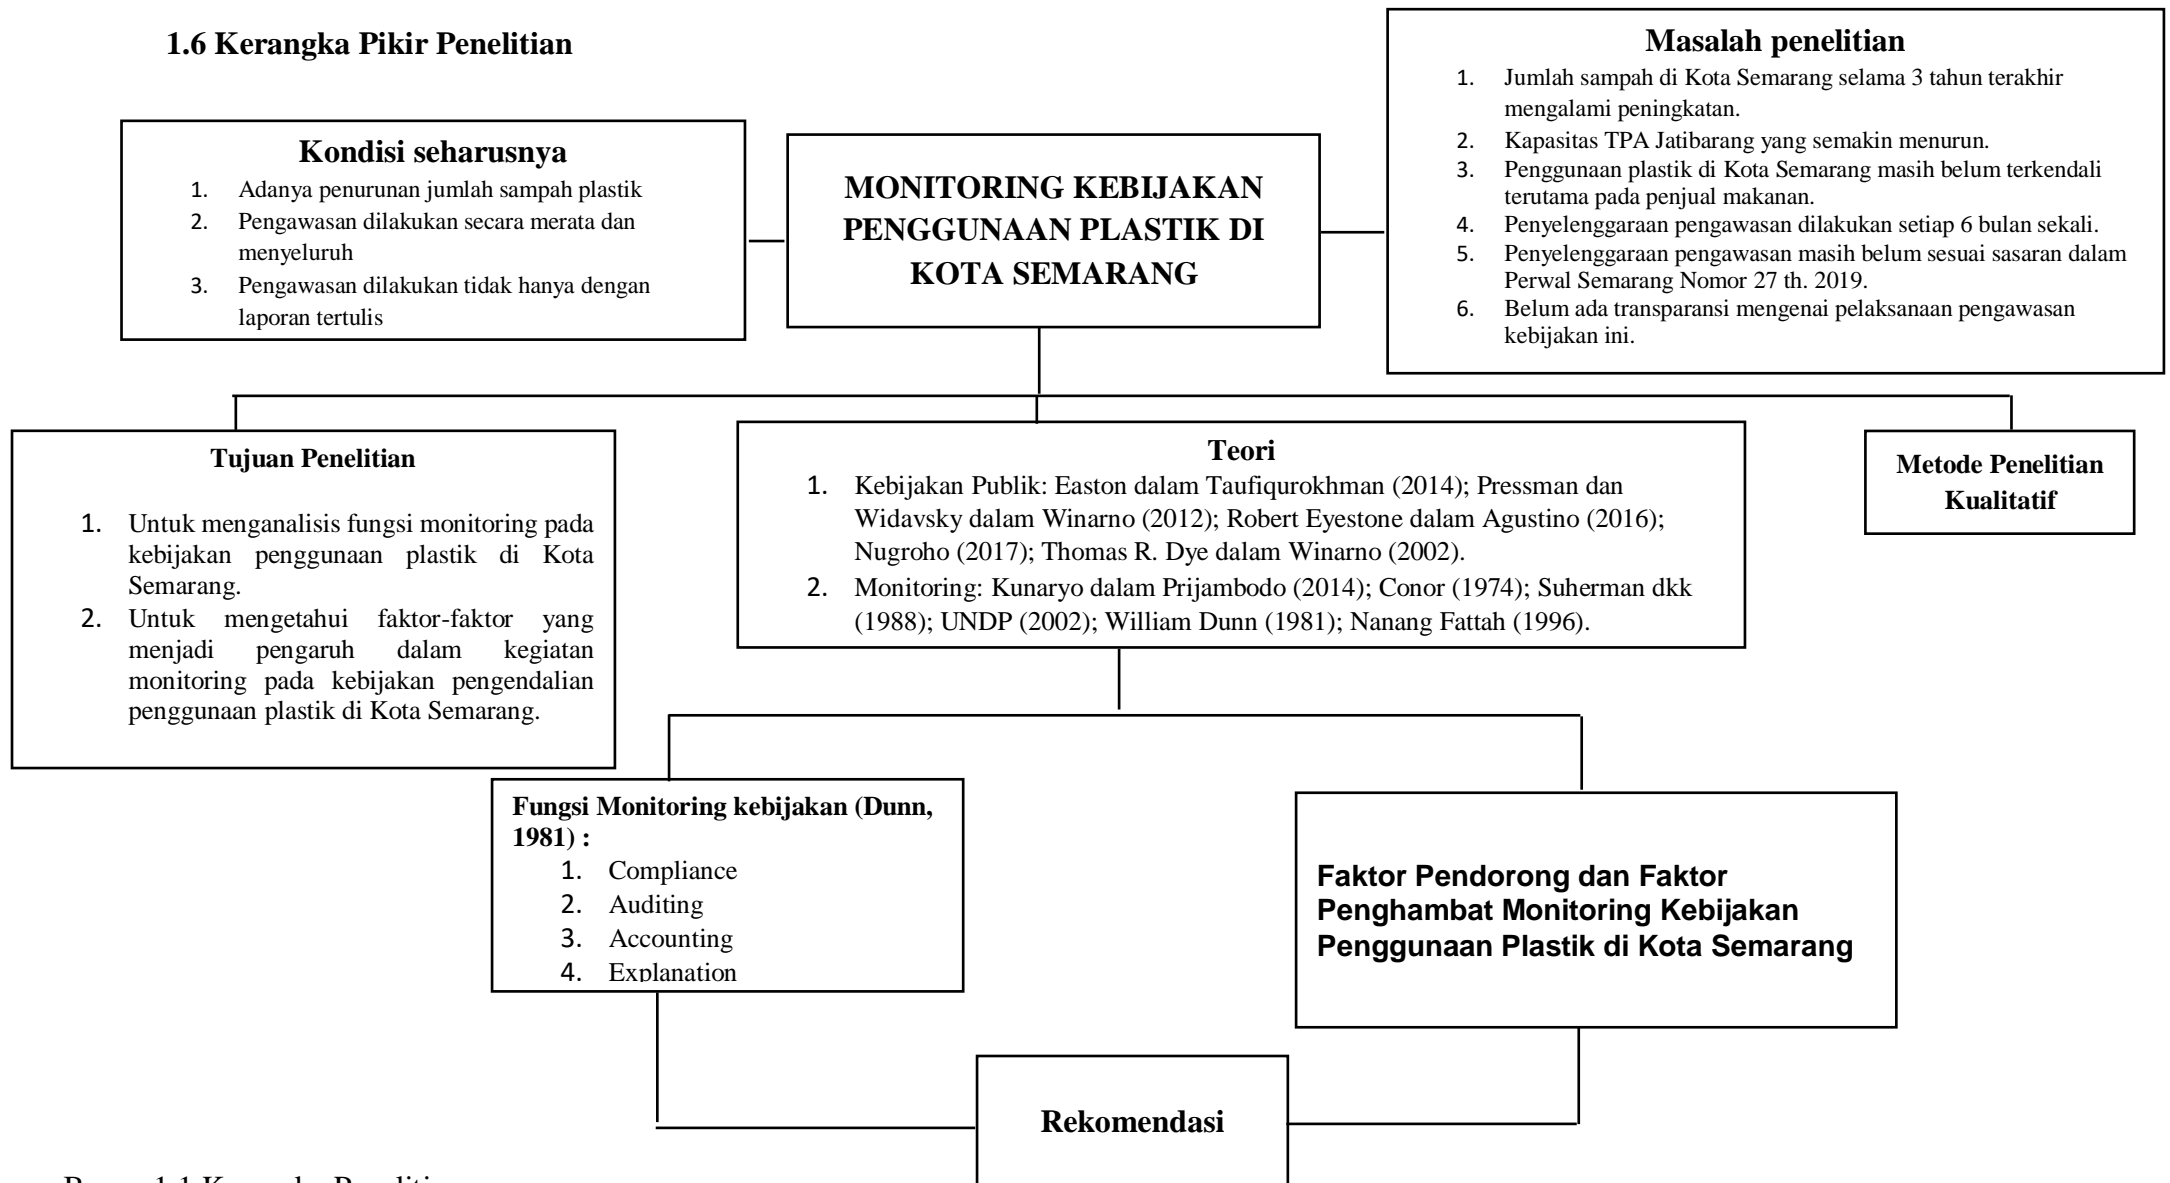 1.6 Kerangka Pikir Penelitian
Kondisi seharusnya
1. Adanya penurunan jumlah sampah plastik
2. Pengawasan dilakukan secara merata dan
menyeluruh
3. Pengawasan dilakukan tidak hanya dengan
laporan tertulis
MONITORING KEBIJAKAN
PENGGUNAAN PLASTIK DI
KOTA SEMARANG
Masalah penelitian
1. Jumlah sampah di Kota Semarang selama 3 tahun terakhir
mengalami peningkatan.
2. Kapasitas TPA Jatibarang yang semakin menurun.
3. Penggunaan plastik di Kota Semarang masih belum terkendali
terutama pada penjual makanan.
4. Penyelenggaraan pengawasan dilakukan setiap 6 bulan sekali.
5. Penyelenggaraan pengawasan masih belum sesuai sasaran dalam
Perwal Semarang Nomor 27 th. 2019.
6. Belum ada transparansi mengenai pelaksanaan pengawasan
kebijakan ini.
Tujuan Penelitian
1. Untuk menganalisis fungsi monitoring pada
kebijakan penggunaan plastik di Kota
Semarang.
2. Untuk mengetahui faktor-faktor yang
menjadi pengaruh dalam kegiatan
monitoring pada kebijakan pengendalian
penggunaan plastik di Kota Semarang.
Teori
1. Kebijakan Publik: Easton dalam Taufiqurokhman (2014); Pressman dan
Widavsky dalam Winarno (2012); Robert Eyestone dalam Agustino (2016);
Nugroho (2017); Thomas R. Dye dalam Winarno (2002).
2. Monitoring: Kunaryo dalam Prijambodo (2014); Conor (1974); Suherman dkk
(1988); UNDP (2002); William Dunn (1981); Nanang Fattah (1996).
Metode Penelitian
Kualitatif
Fungsi Monitoring kebijakan (Dunn,
1981) :
1. Compliance
2. Auditing
3. Accounting
4. Explanation
Faktor Pendorong dan Faktor
Penghambat Monitoring Kebijakan
Penggunaan Plastik di Kota Semarang
Rekomendasi